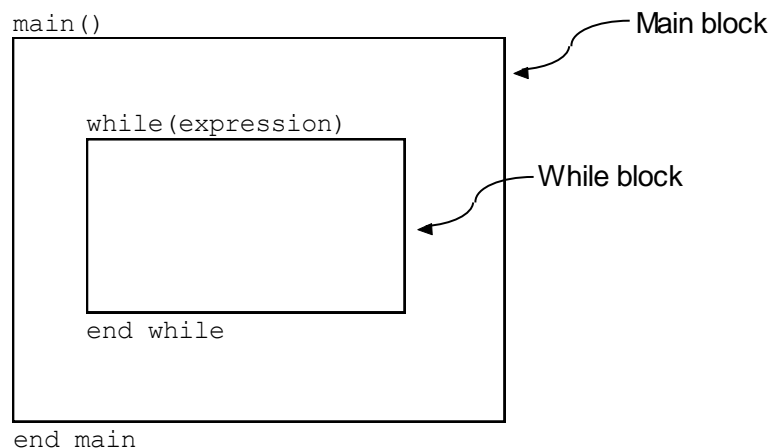 main()
Main block
while(expression)
While block
end while
end main